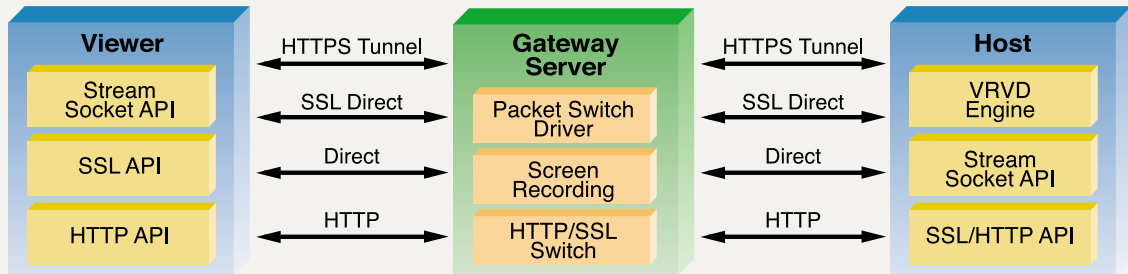 Viewer
Stream
Socket API
SSL API
HTTP API
HTTPS Tunnel
SSL Direct
Direct
HTTP
Gateway
Server
Packet Switch
Driver
Screen
Recording
HTTP/SSL
Switch
HTTPS Tunnel
SSL Direct
Direct
HTTP
Host
VRVD
Engine
Stream
Socket API
SSL/HTTP API